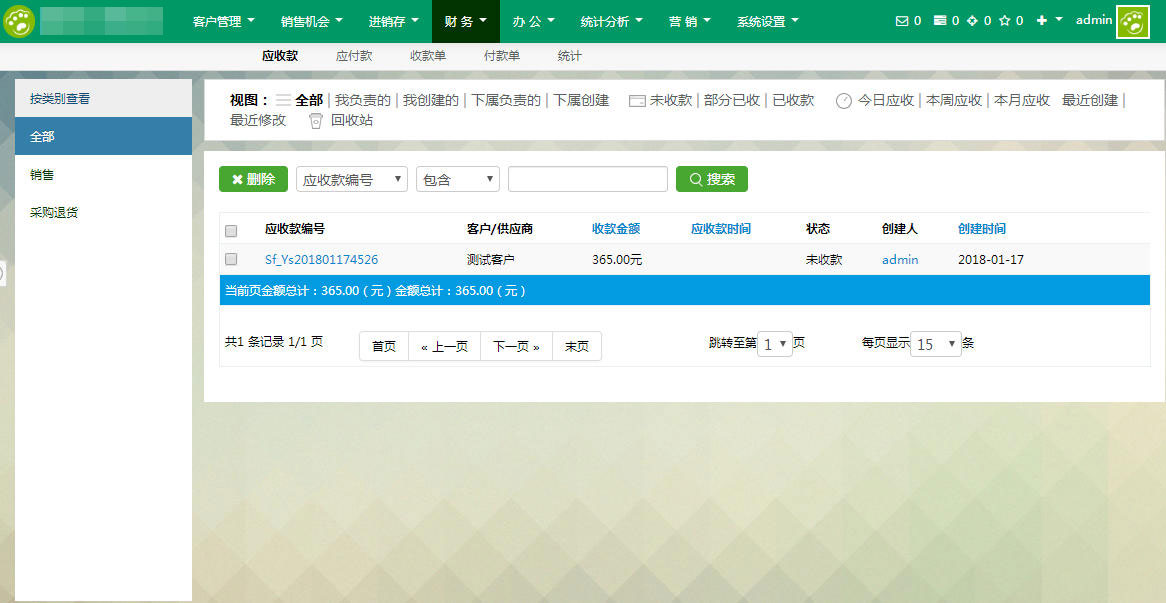 客户管理 销售机会 进销存 财 务 办 公 统计分析 营 销 系统设置 0 0 0 0 admin
应收款 应付款 收款单 付款单 统计
按类别查看
全部
销售
采购退货
视图： 全部 | 我负责的 | 我创建的 | 下属负责的 | 下属创建 未收款 | 部分已收 | 已收款 今日应收 | 本周应收 | 本月应收 最近创建 |
最近修改 回收站
删除 应收款编号 包含 搜索
应收款编号 客户/供应商 收款金额 应收款时间 状态 创建人 创建时间
Sf_Ys201801174526 测试客户 365.00元 未收款 admin 2018-01-17
当前页金额总计：365.00 ( 元 ) 金额总计：365.00 ( 元 )
共1 条记录 1/1 页 首页 « 上一页 下一页 » 末页 跳转至第 1 页 每页显示 15 条